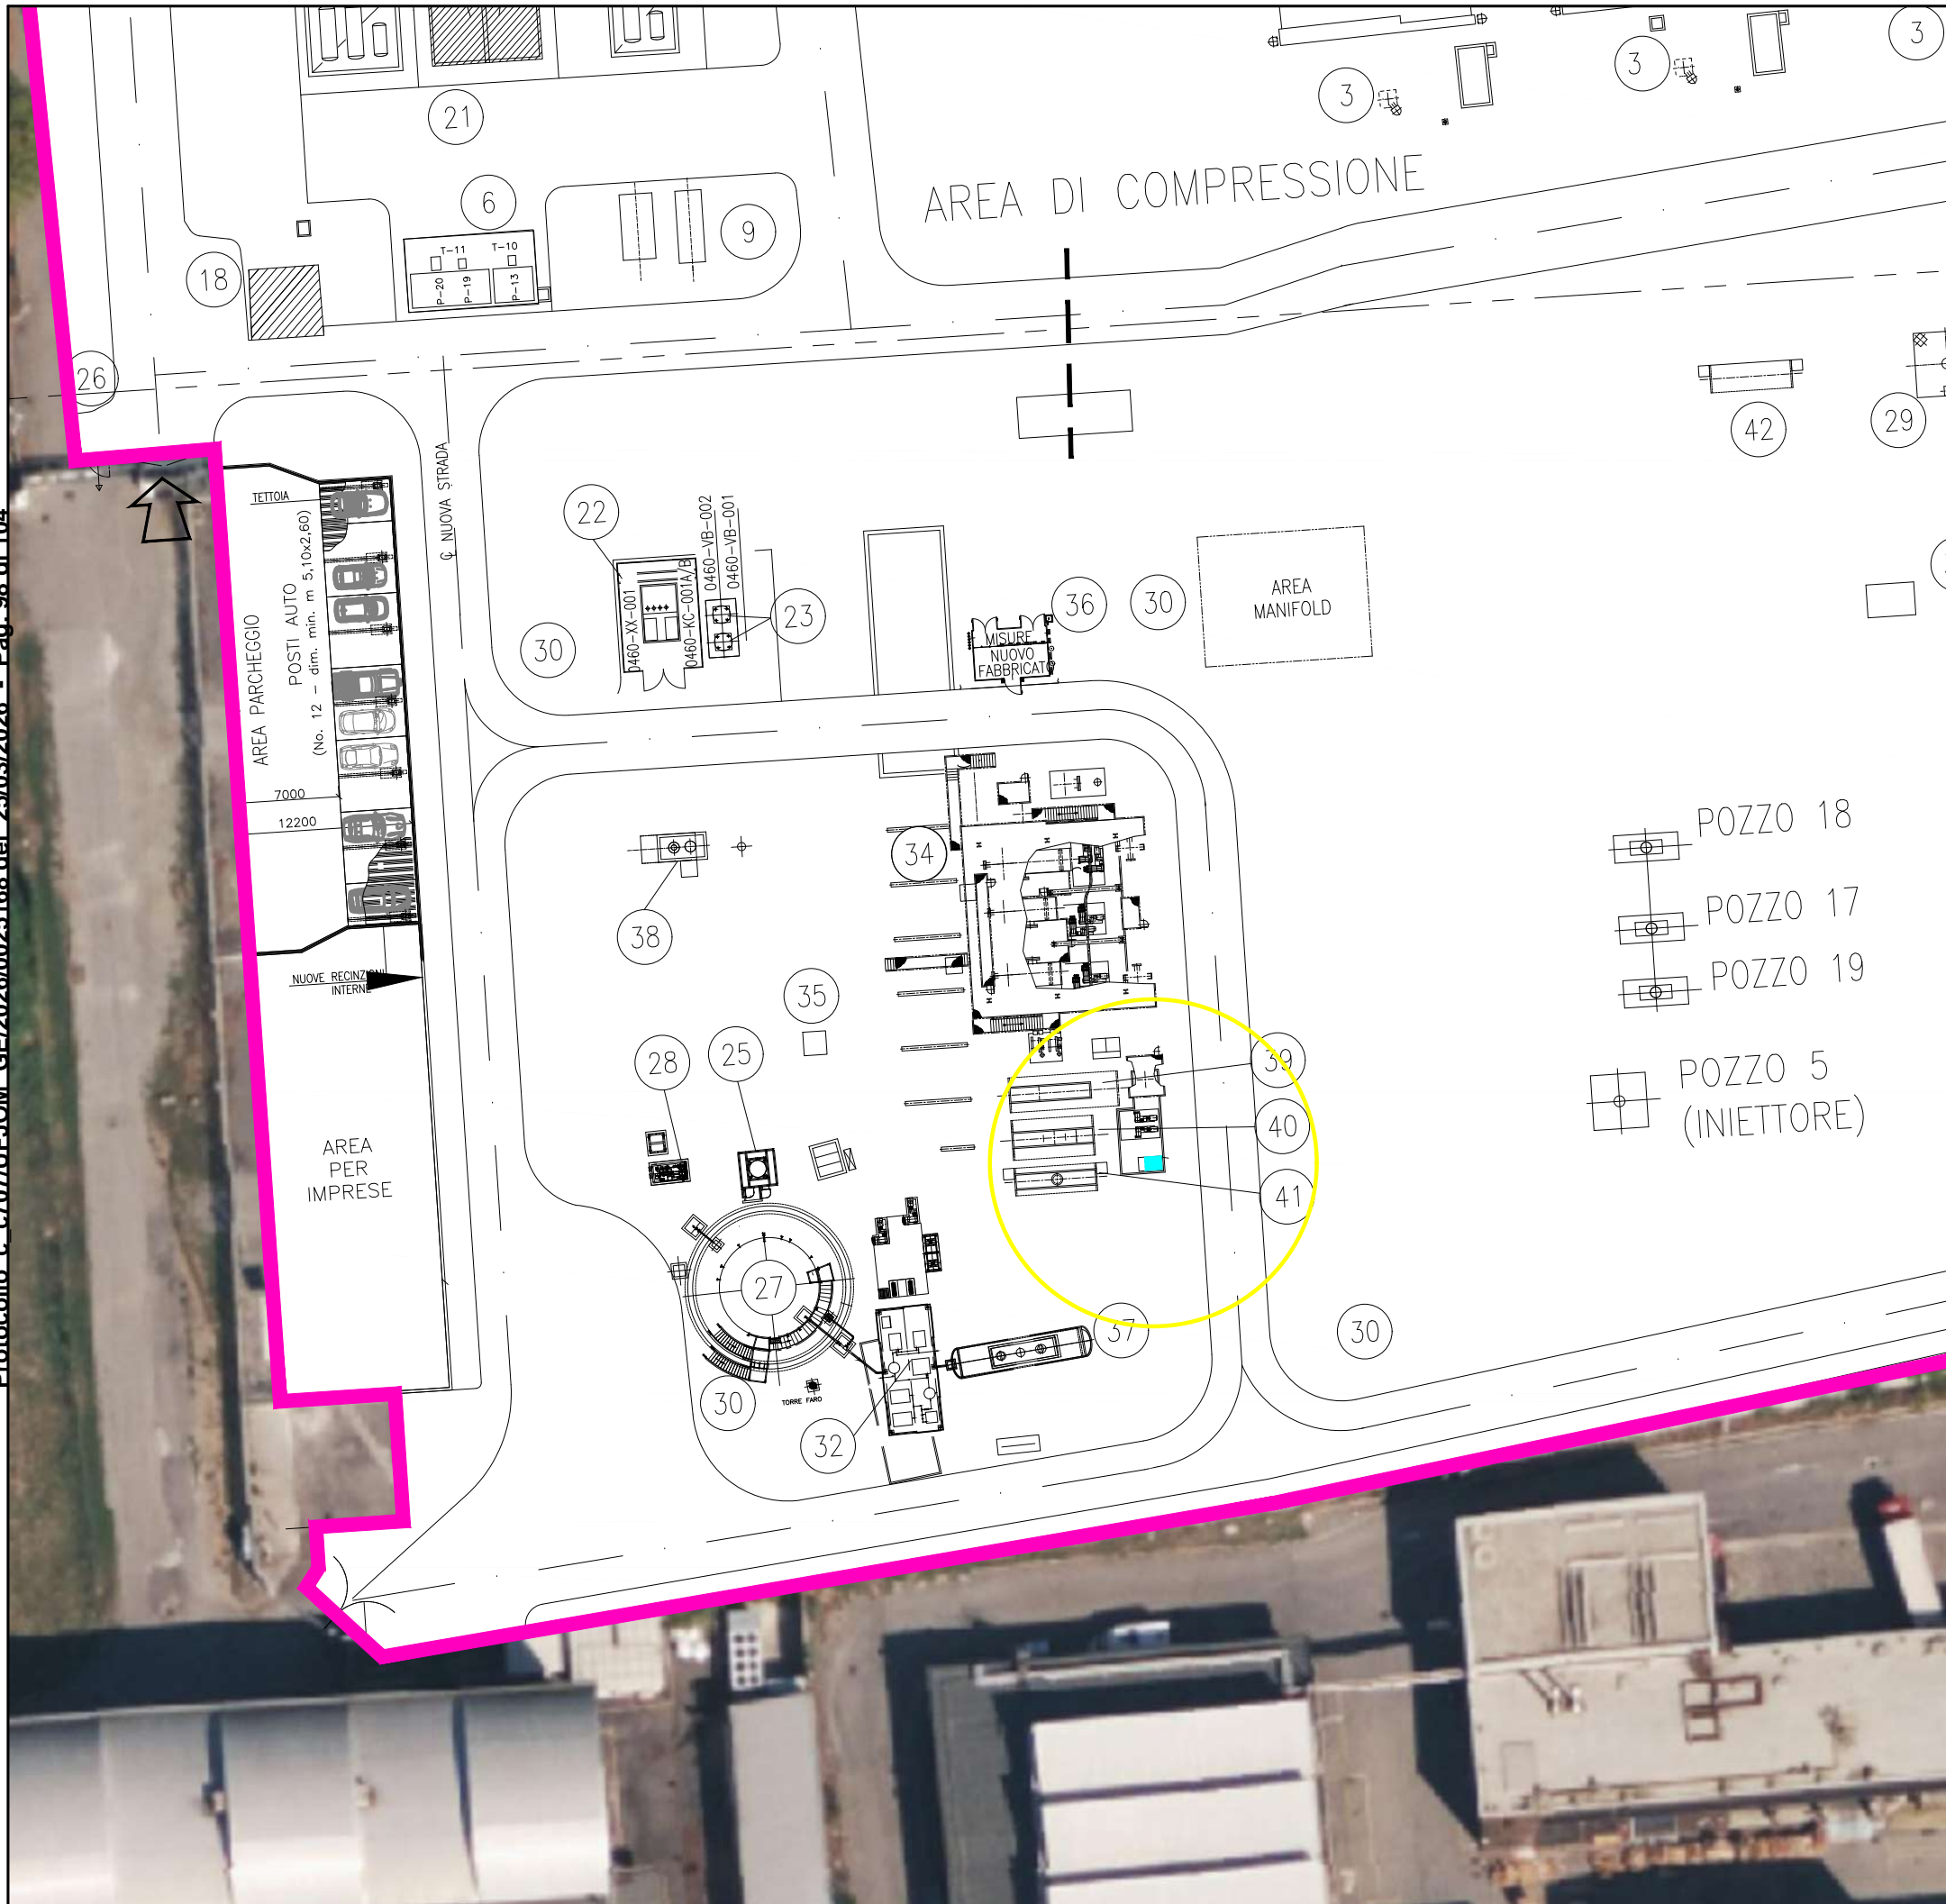 3
3
3
21
AREA DI COMPRESSIONE
6
9
T-11
T-10
P-20
P-19
P-13
18
26
42
29
TETTOIA
AREA PARCHEGGIO
POSTI AUTO
(No. 12 - dim. min. m 5,10x2,60)
NUOVA STRADA
22
0460-XX-001
0460-KC-001A/B
0460-VB-002
0460-VB-001
23
30
36
30
MISURE
NUOVO
FABBRICATO
AREA
MANIFOLD
7000
12200
34
38
POZZO 18
POZZO 17
POZZO 19
POZZO 5
(INIETTORE)
NUOVE RECINZIONI
INTERNE
35
28
25
39
40
41
AREA
PER
IMPRESE
27
37
30
30
TORRE FARO
32